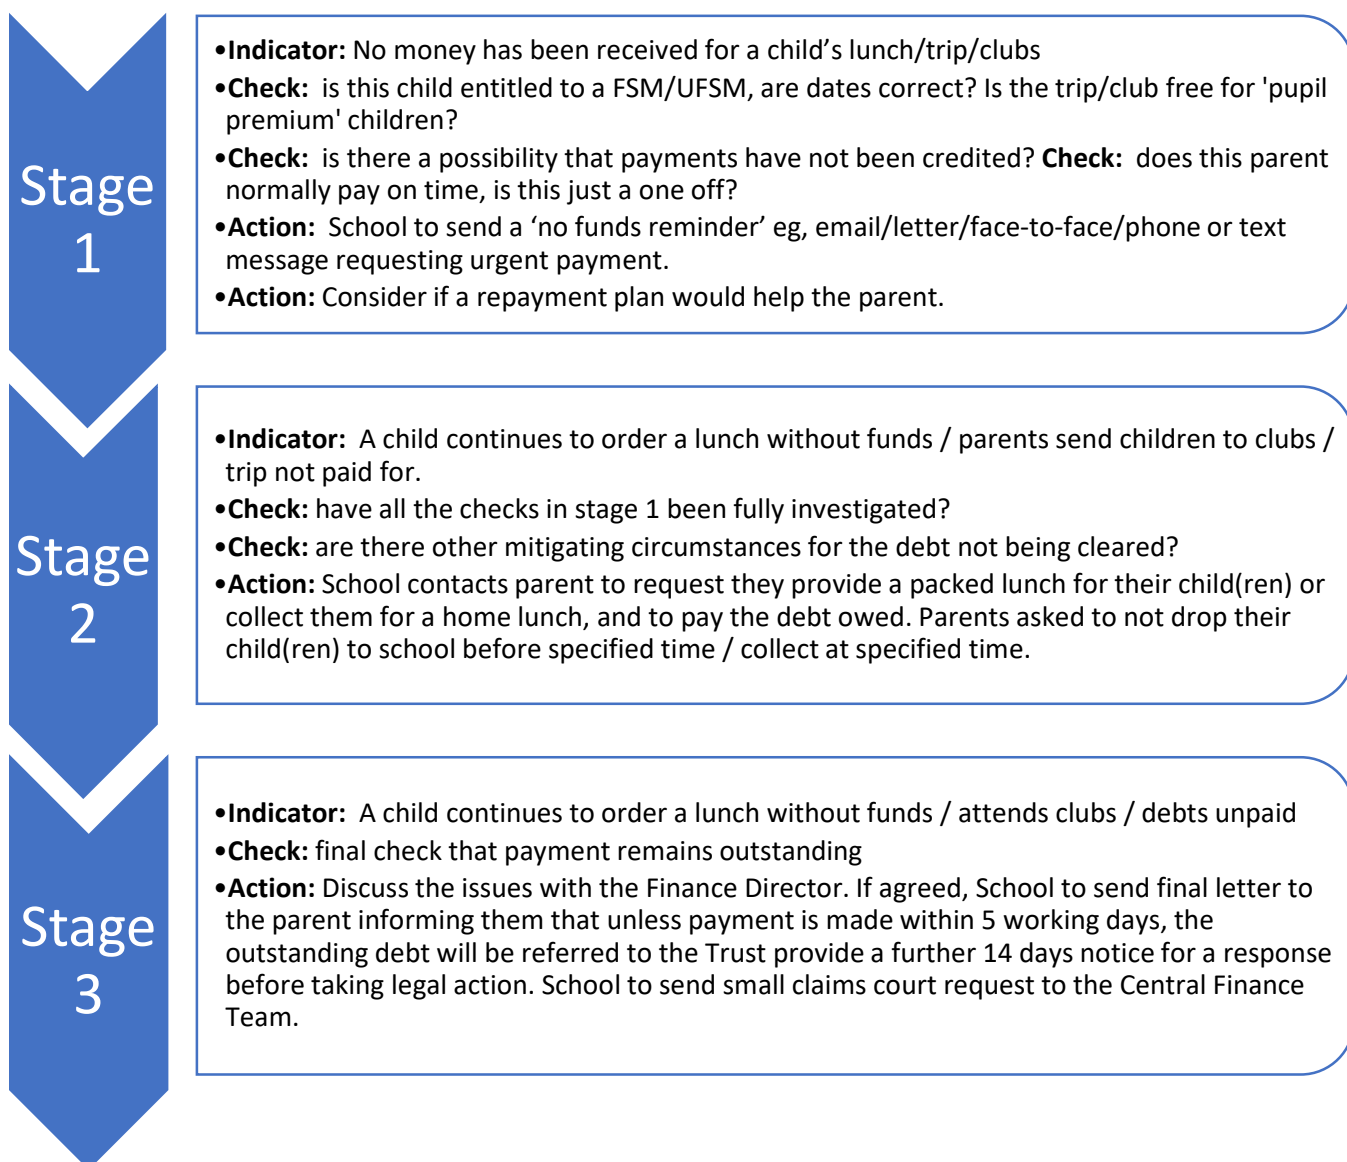 Stage
1
•Indicator: No money has been received for a child’s lunch/trip/clubs
•Check:  is this child entitled to a FSM/UFSM, are dates correct? Is the trip/club free for 'pupil
premium' children?
•Check:  is there a possibility that payments have not been credited? Check:  does this parent
normally pay on time, is this just a one off?
•Action:  School to send a ‘no funds reminder’ eg, email/letter/face-to-face/phone or text
message requesting urgent payment.
•Action: Consider if a repayment plan would help the parent.
Stage
2
•Indicator:  A child continues to order a lunch without funds / parents send children to clubs /
trip not paid for.
•Check: have all the checks in stage 1 been fully investigated?
•Check: are there other mitigating circumstances for the debt not being cleared?
•Action: School contacts parent to request they provide a packed lunch for their child(ren) or
collect them for a home lunch, and to pay the debt owed. Parents asked to not drop their
child(ren) to school before specified time / collect at specified time.
Stage
3
•Indicator:  A child continues to order a lunch without funds / attends clubs / debts unpaid
•Check: final check that payment remains outstanding
•Action: Discuss the issues with the Finance Director. If agreed, School to send final letter to
the parent informing them that unless payment is made within 5 working days, the
outstanding debt will be referred to the Trust provide a further 14 days notice for a response
before taking legal action. School to send small claims court request to the Central Finance
Team.